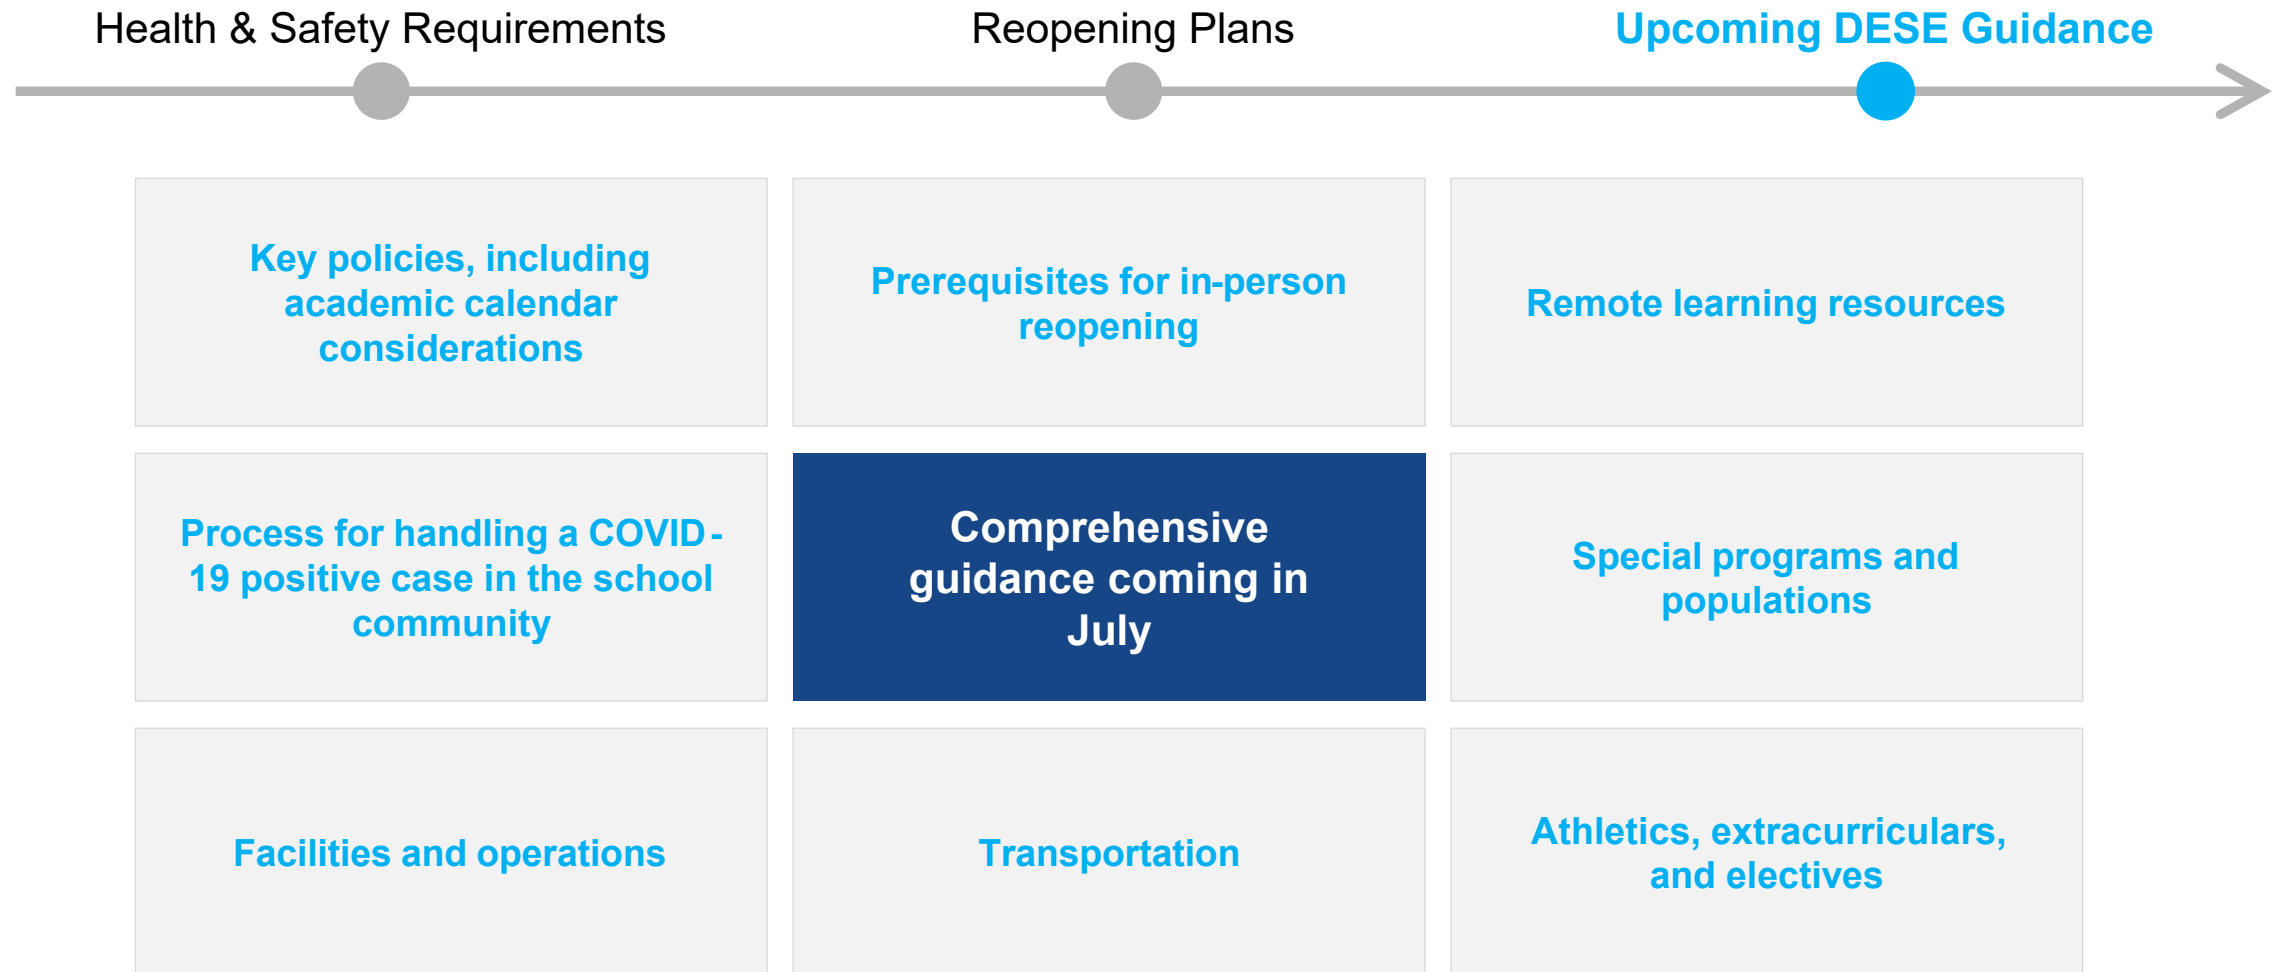 Health & Safety Requirements
Reopening Plans
Upcoming DESE Guidance
Key policies, including
academic calendar
considerations
Prerequisites for in-person
reopening
Remote learning resources
Process for handling a COVID-
19 positive case in the school
community
Comprehensive
guidance coming in
July
Special programs and
populations
Facilities and operations
Transportation
Athletics, extracurriculars,
and electives